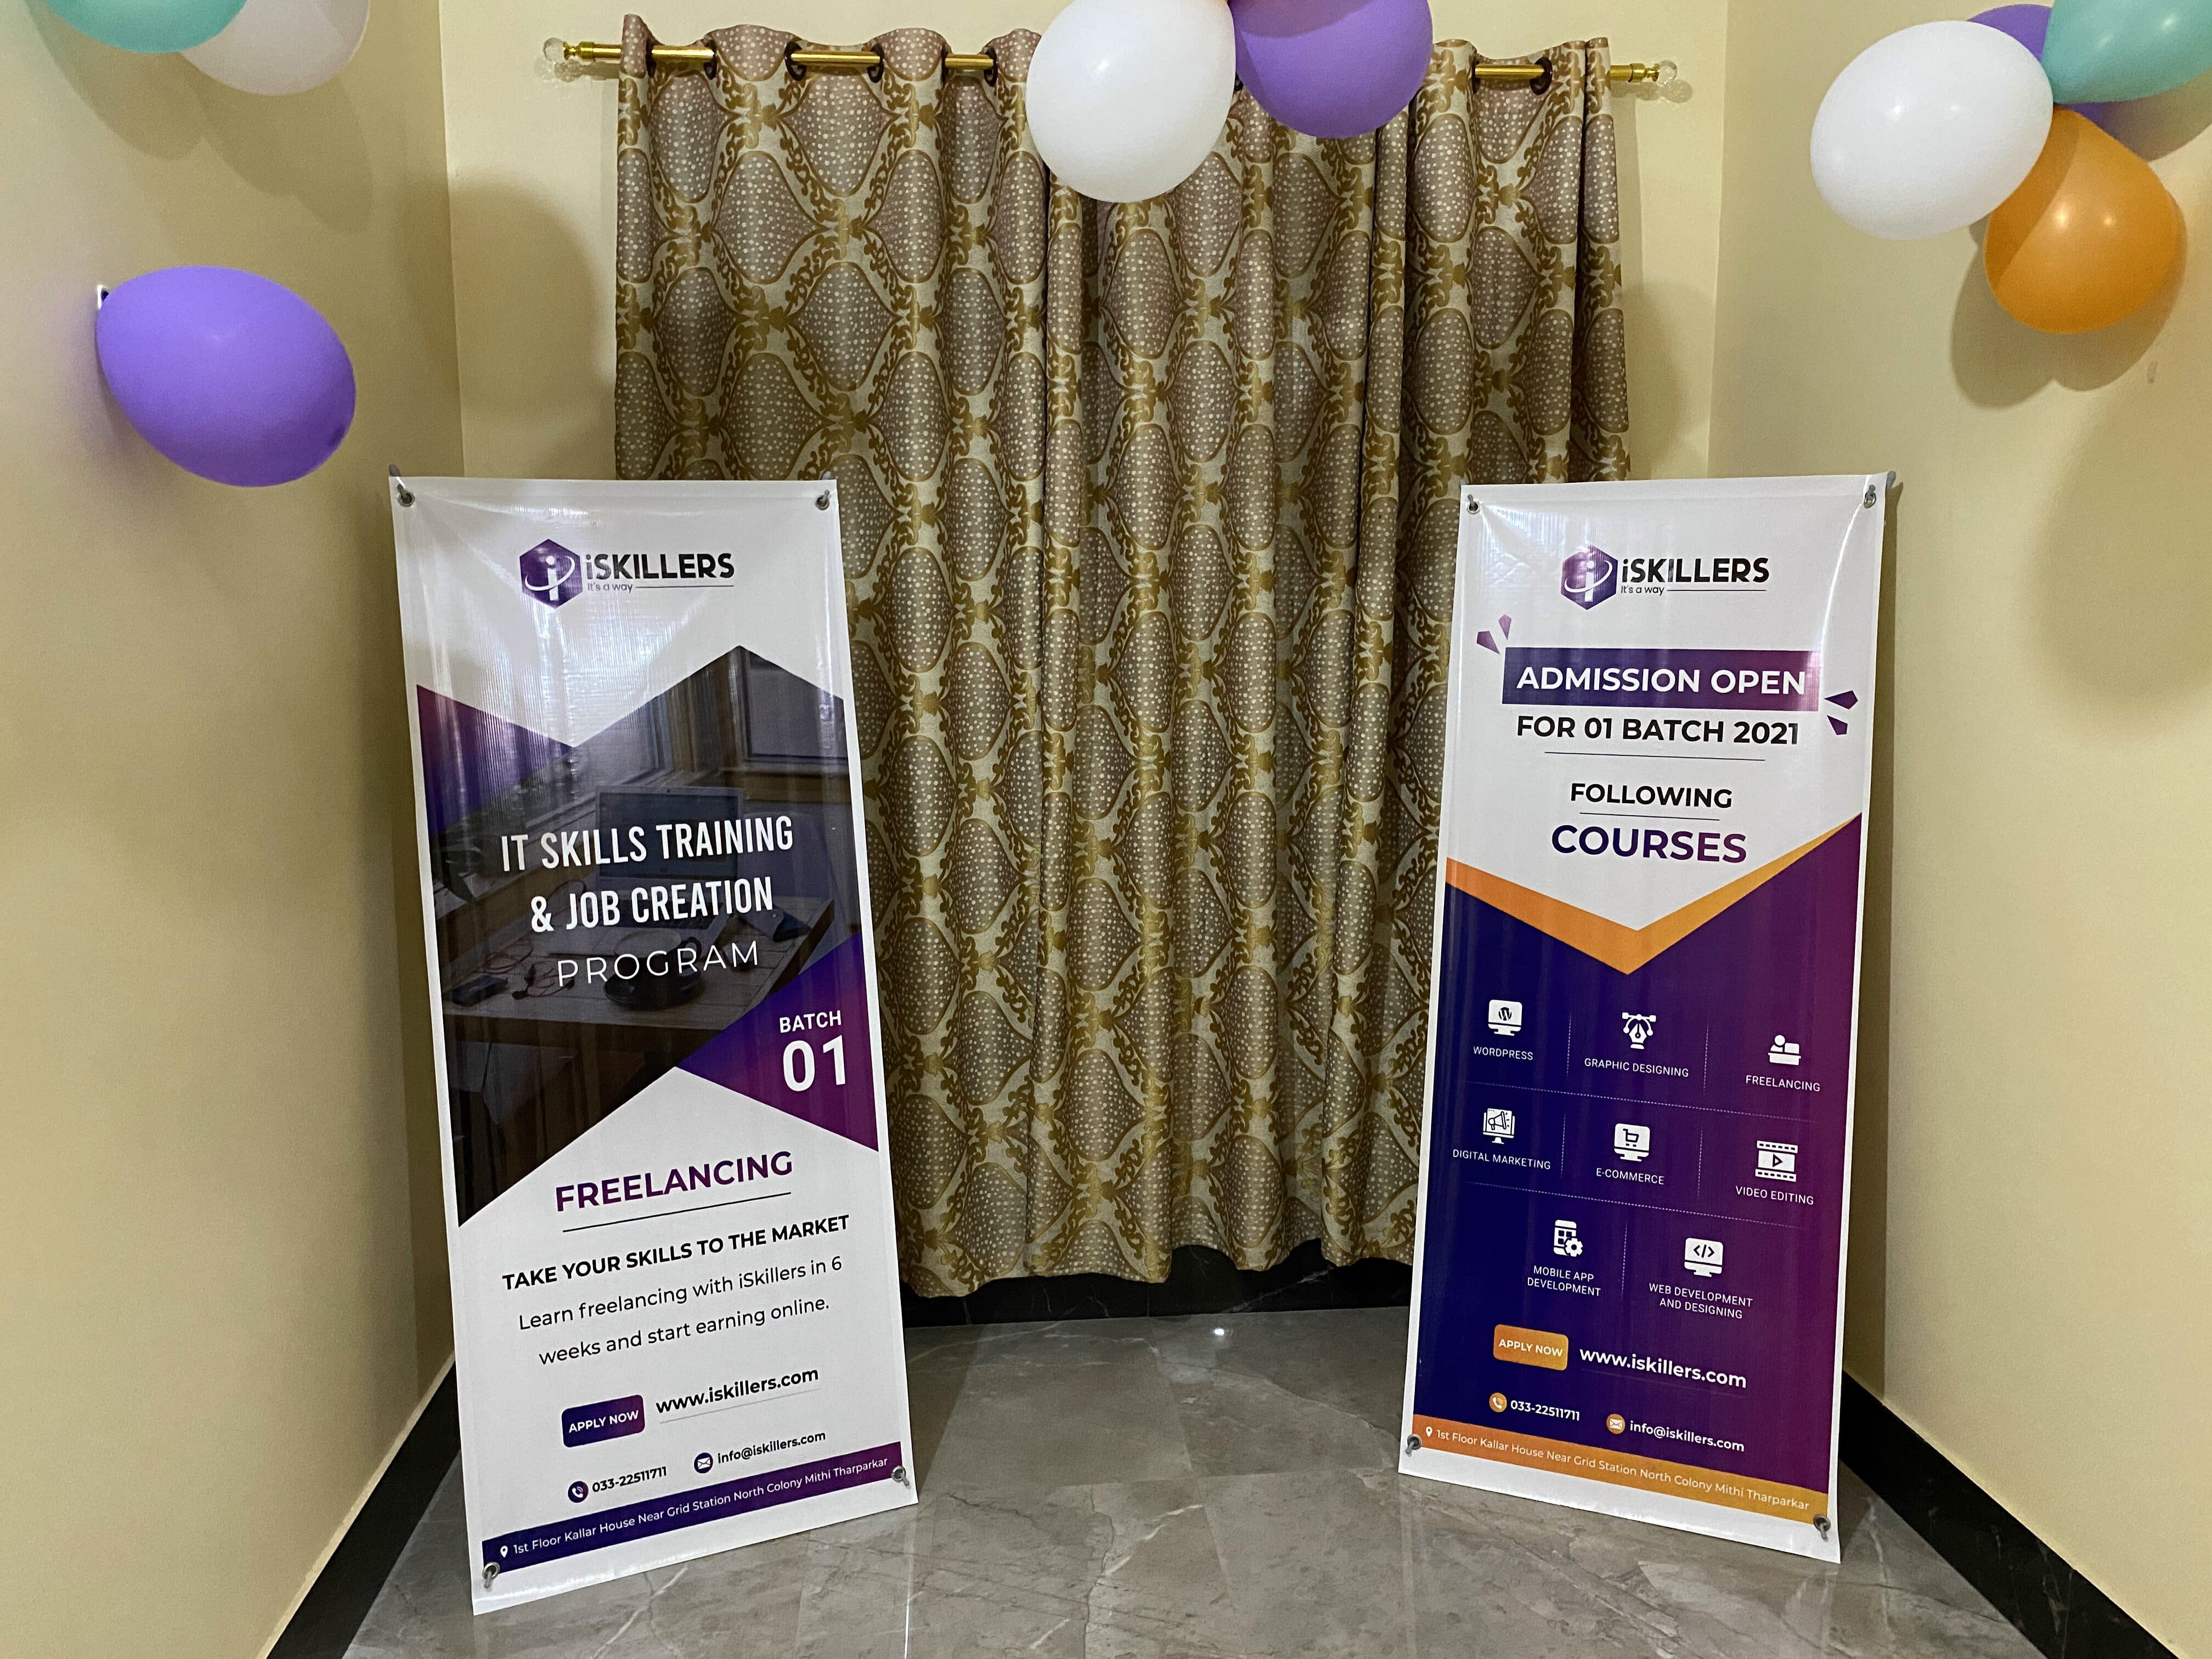 iSKILLERS
It's a way
IT SKILLS TRAINING
& JOB CREATION
PROGRAM
BATCH
01
FREELANCING
TAKE YOUR SKILLS TO THE MARKET
Learn freelancing with iSkillers in 6
weeks and start earning online.
APPLY NOW www.iskillers.com
033-22511711 info@iskillers.com
1st Floor Kallar House Near Grid Station North Colony Mithi Tharparkar
iSKILLERS
It's a way
ADMISSION OPEN
FOR 01 BATCH 2021
FOLLOWING
COURSES
WORDPRESS
GRAPHIC DESIGNING
FREELANCING
DIGITAL MARKETING
E-COMMERCE
VIDEO EDITING
MOBILE APP
DEVELOPMENT
WEB DEVELOPMENT
AND DESIGNING
APPLY NOW www.iskillers.com
033-22511711 info@iskillers.com
1st Floor Kallar House Near Grid Station North Colony Mithi Tharparkar